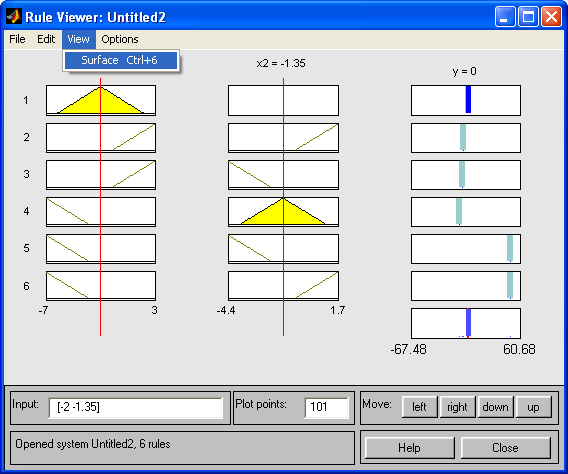 Rule Viewer: Untitled2
File Edit View Options
Surface Ctrl+6
x2 = -1.35
y = 0
1
2
3
4
5
6
-7 3 -4.4 1.7
-67.48 60.68
Input: [-2 -1.35] Plot points: 101 Move: left right down up
Opened system Untitled2, 6 rules Help Close